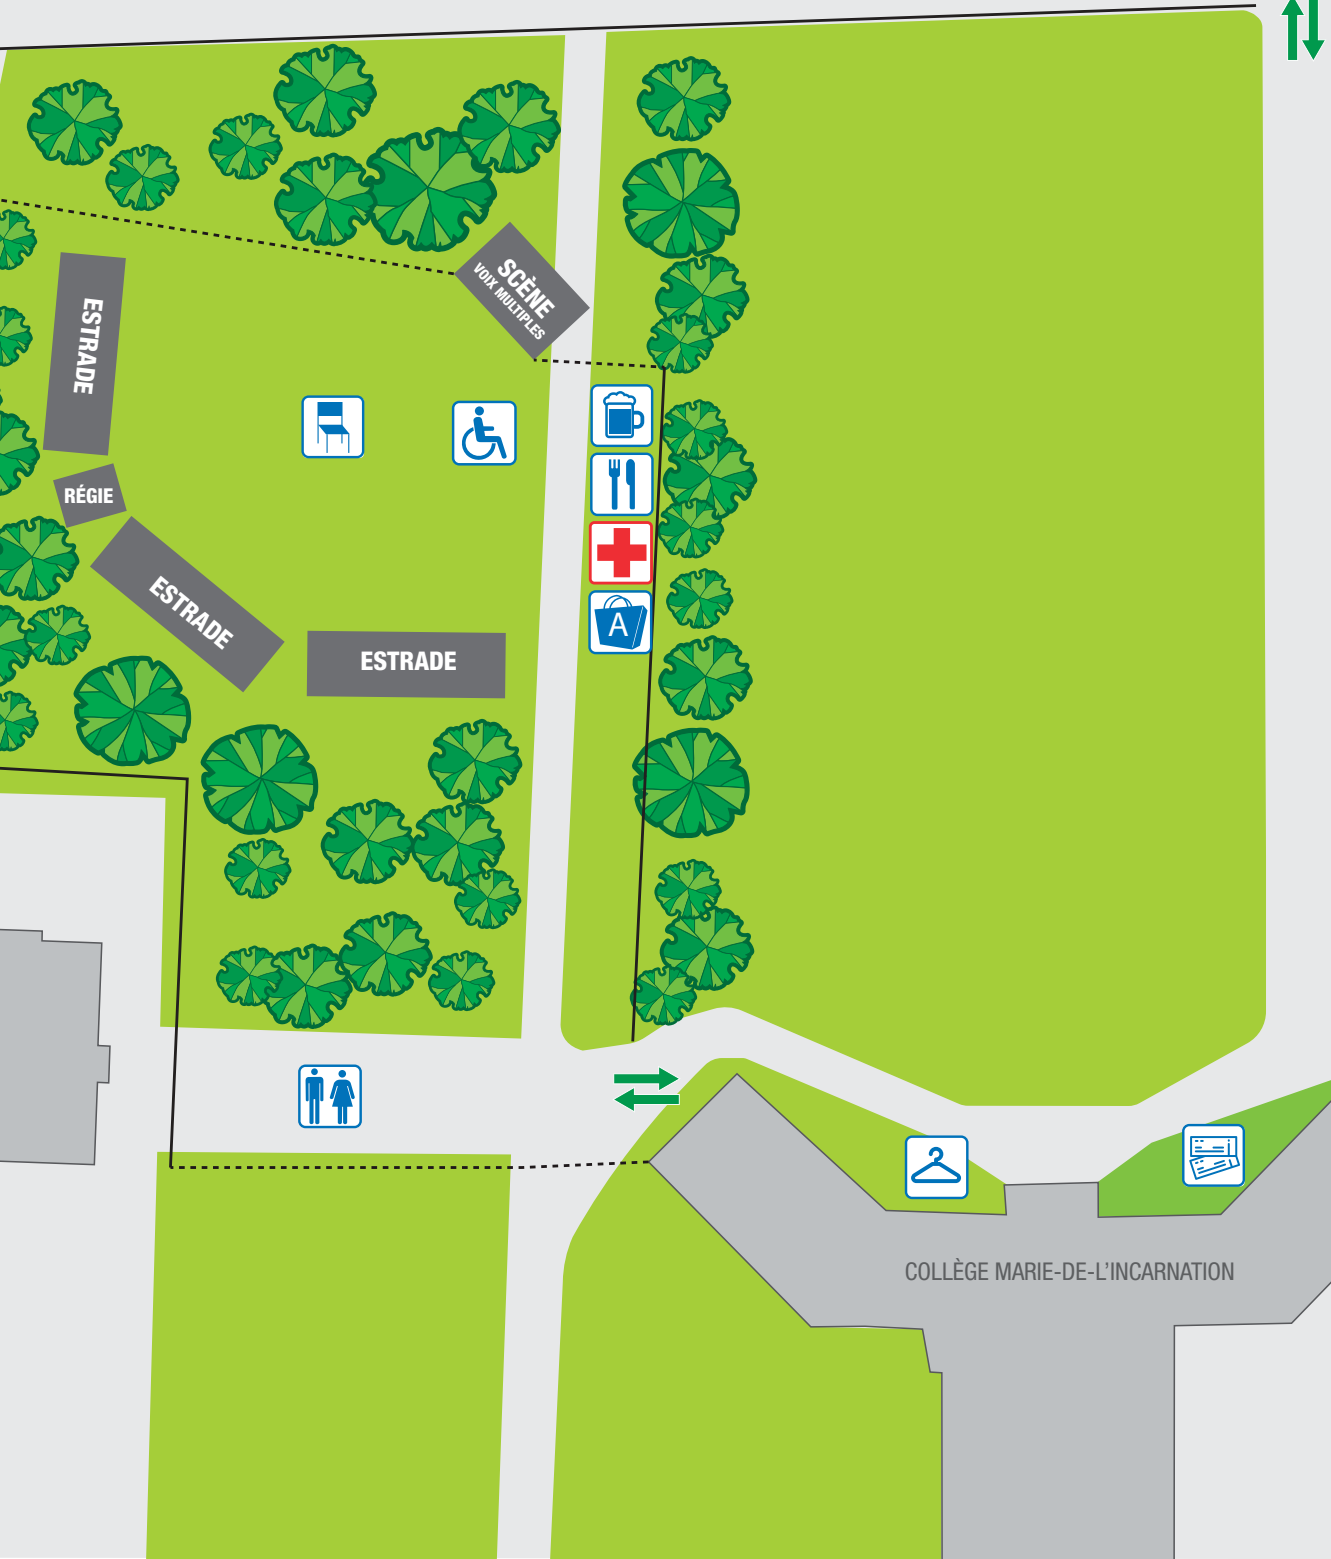 SCÈNE
VOIX MULTIPLES
ESTRADE
RÉGIE
ESTRADE
ESTRADE
A
COLLÈGE MARIE-DE-L'INCARNATION